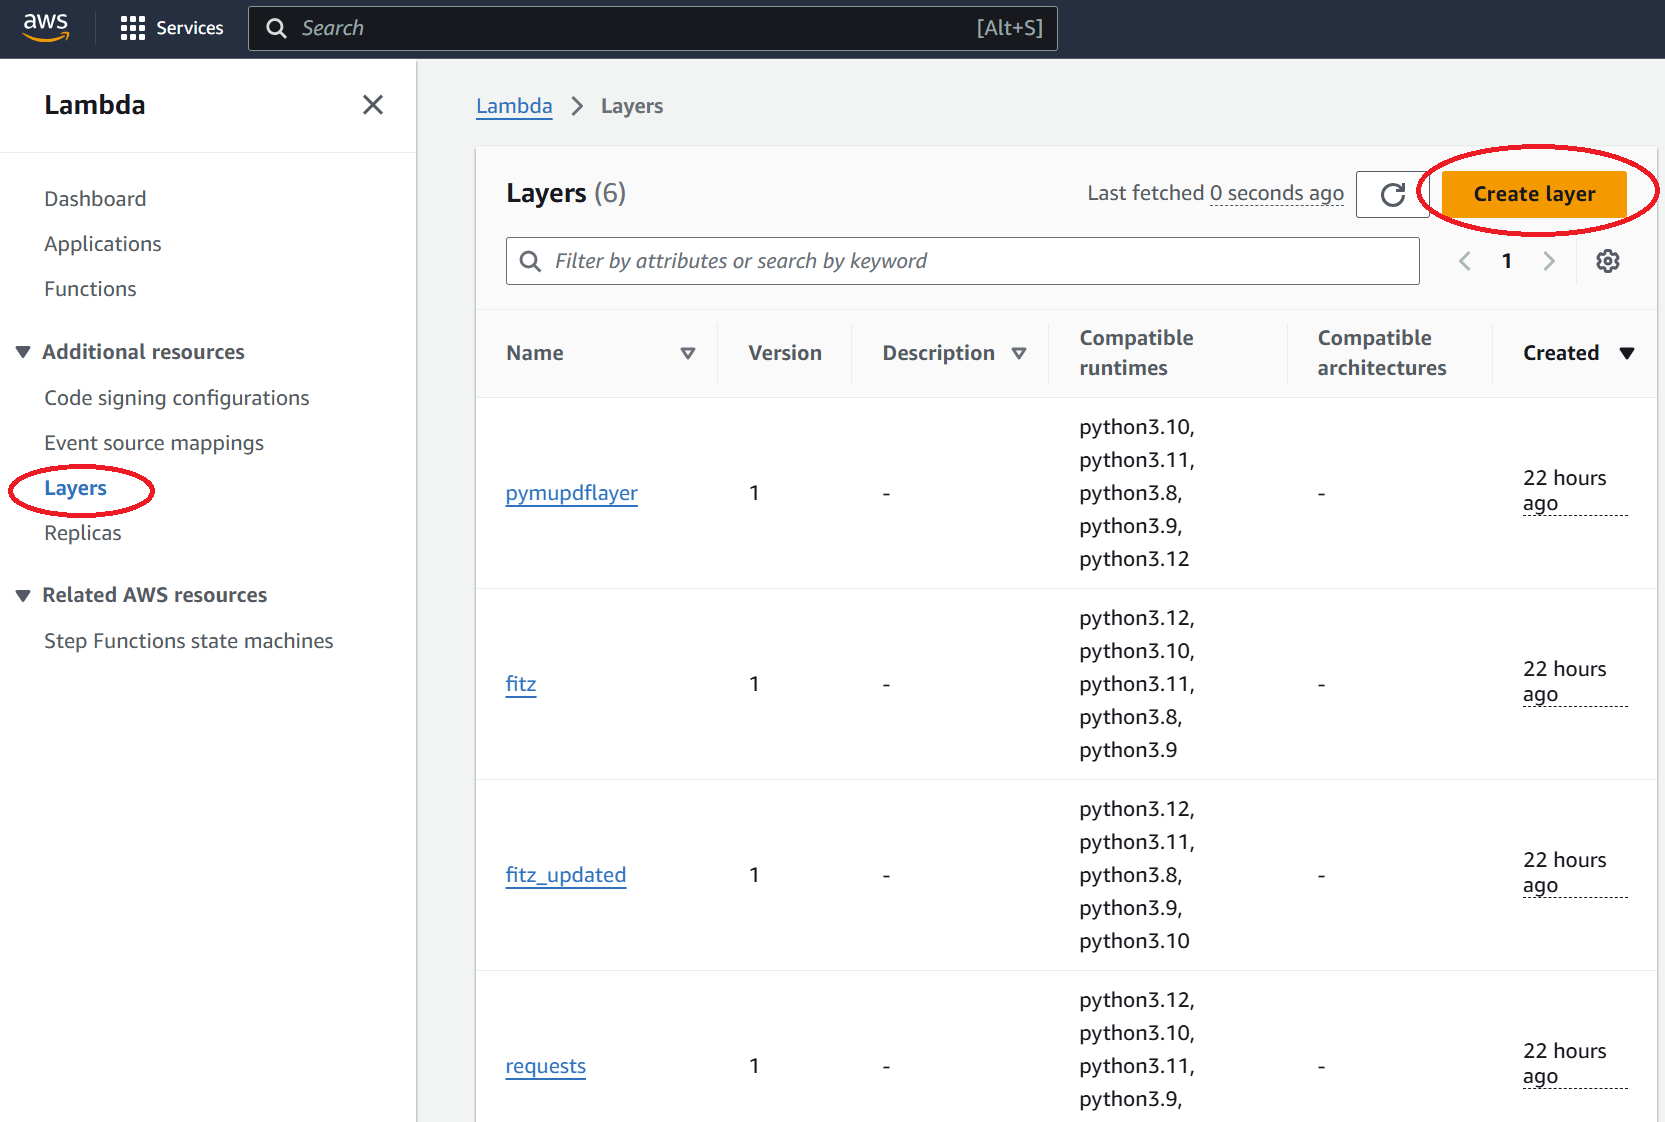 aws
Services
Search
[Alt+S]
Lambda
Dashboard
Applications
Functions
Additional resources
Code signing configurations
Event source mappings
Layers
Replicas
Related AWS resources
Step Functions state machines
Lambda
Layers
Layers (6)
Last fetched 0 seconds ago
Create layer
Filter by attributes or search by keyword
1
Name
Version
Description
Compatible
runtimes
Compatible
architectures
Created
pymupdflayer
1
-
python3.10,
python3.11,
python3.8,
python3.9,
python3.12
-
22 hours
ago
fitz
1
-
python3.12,
python3.10,
python3.11,
python3.8,
python3.9
-
22 hours
ago
fitz_updated
1
-
python3.12,
python3.11,
python3.8,
python3.9,
python3.10
-
22 hours
ago
requests
1
-
python3.12,
python3.10,
python3.11,
python3.9,
-
22 hours
ago